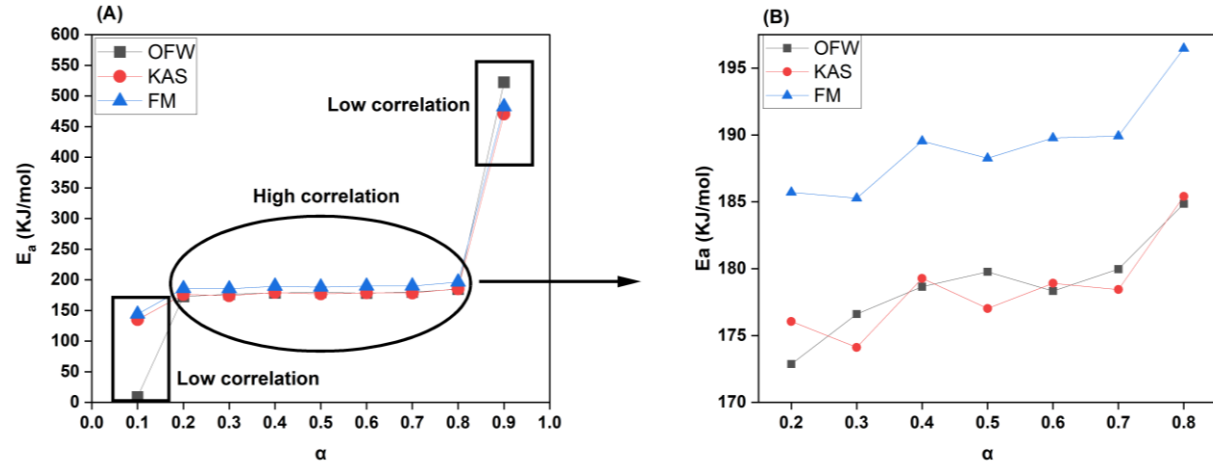 (A)
600
550
500
450
400
350
300
250
200
150
100
50
0
Eₐ (KJ/mol)
OFW
KAS
FM
Low correlation
High correlation
Low correlation
0.0 0.1 0.2 0.3 0.4 0.5 0.6 0.7 0.8 0.9 1.0
α
(B)
195
190
185
180
175
170
Ea (KJ/mol)
OFW
KAS
FM
0.2 0.3 0.4 0.5 0.6 0.7 0.8
α